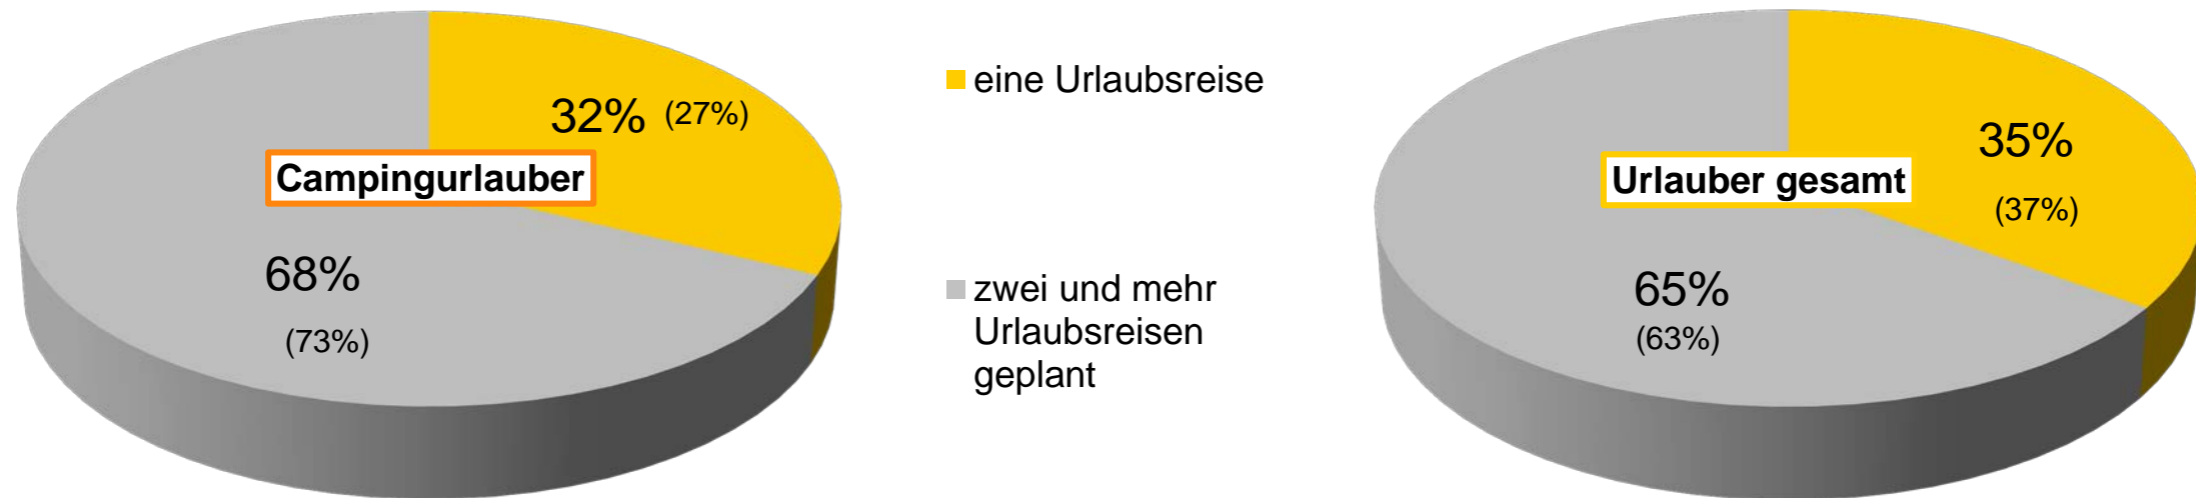 32% (27%)
Campingurlauber
68%
(73%)
eine Urlaubsreise
zwei und mehr
Urlaubsreisen
geplant
35%
Urlauber gesamt
(37%)
65%
(63%)